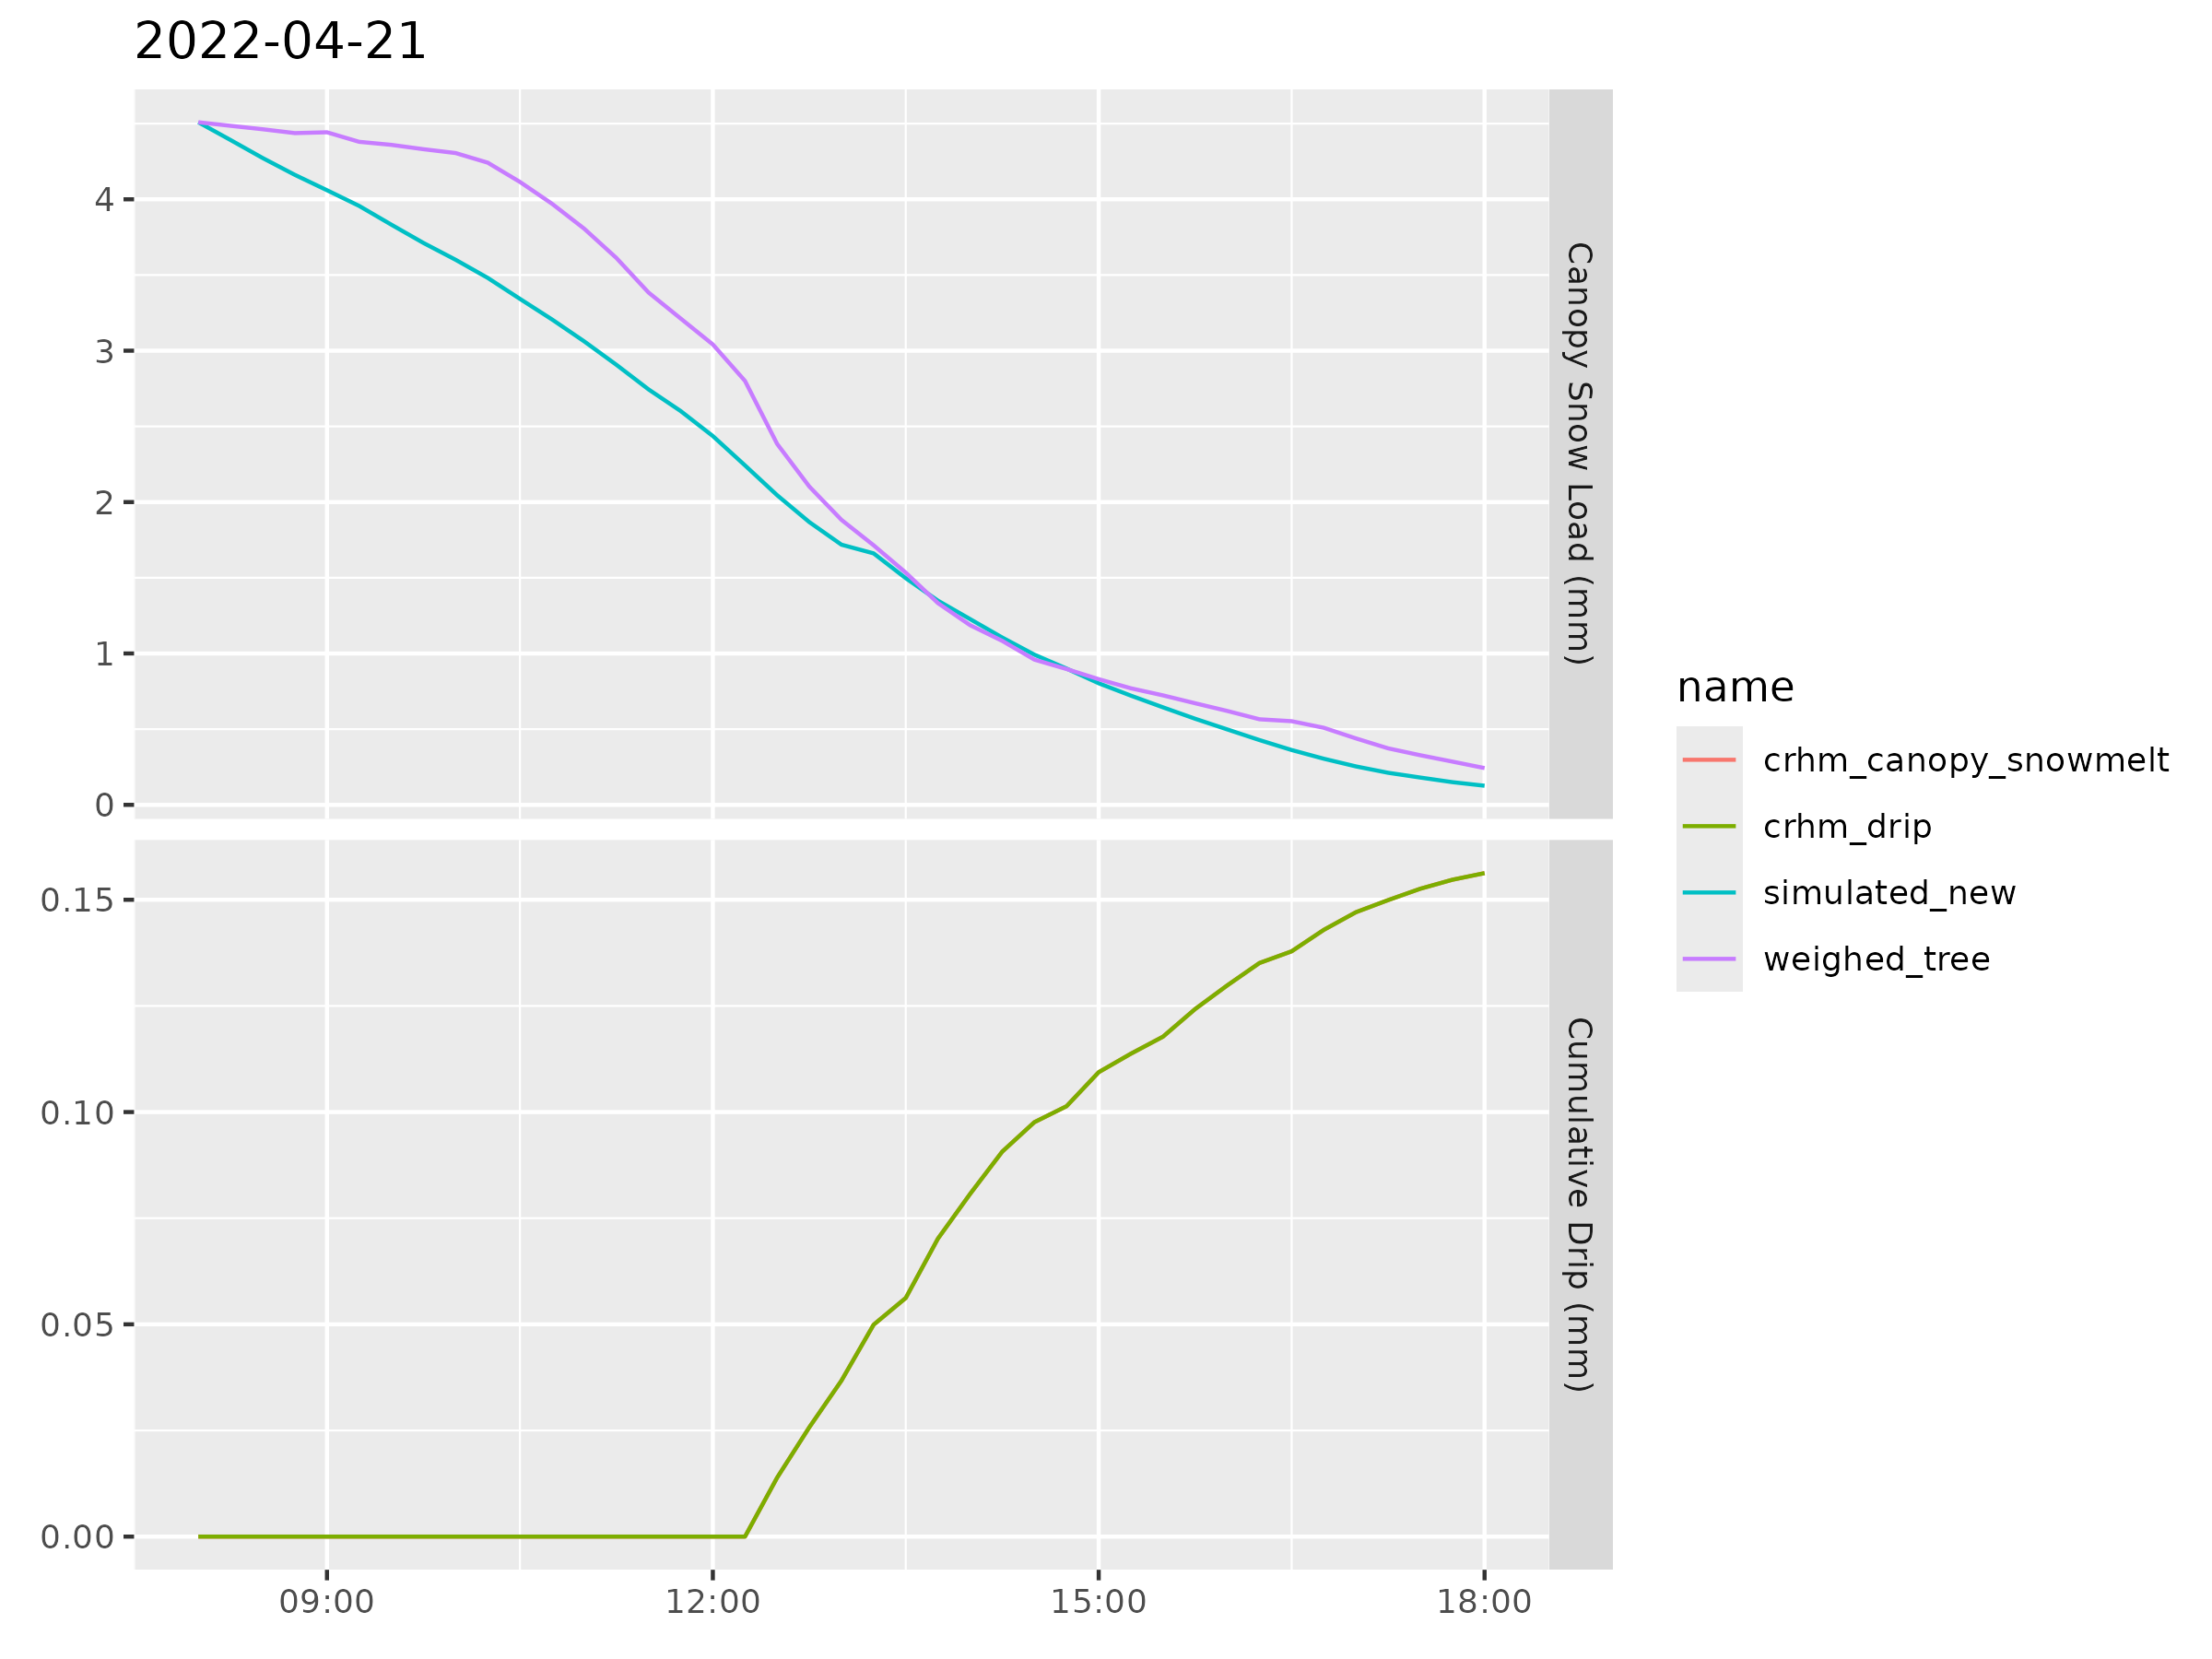 2022-04-21
4
3
2
1
0
Canopy Snow Load (mm)
0.15
0.10
0.05
0.00
Cumulative Drip (mm)
09:00 12:00 15:00 18:00
name
crhm_canopy_snowmelt
crhm_drip
simulated_new
weighed_tree